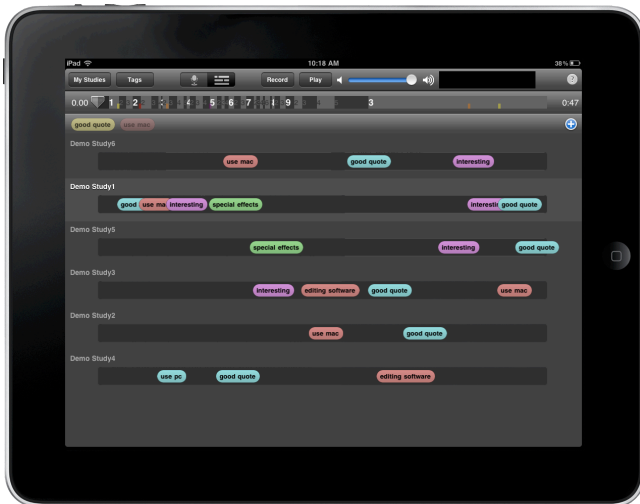 iPad 10:18 AM 38%
My Studies Tags Record Play ?
0.00 1 2 4 5 6 7 9 3 0:47
good quote use mac
Demo Study6
use mac good quote interesting
Demo Study1
good use ma interesting special effects interesti good quote
Demo Study5
special effects interesting good quote
Demo Study3
interesting editing software good quote use mac
Demo Study2
use mac good quote
Demo Study4
use pc good quote editing software